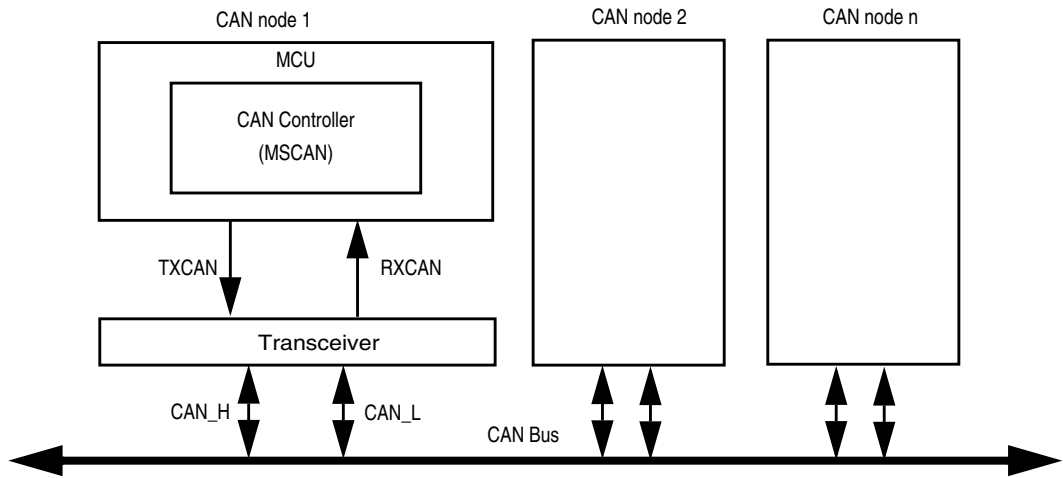 CAN node 1
CAN node 2
CAN node n
MCU
CAN Controller
(MSCAN)
TXCAN
RXCAN
Transceiver
CAN_H
CAN_L
CAN Bus